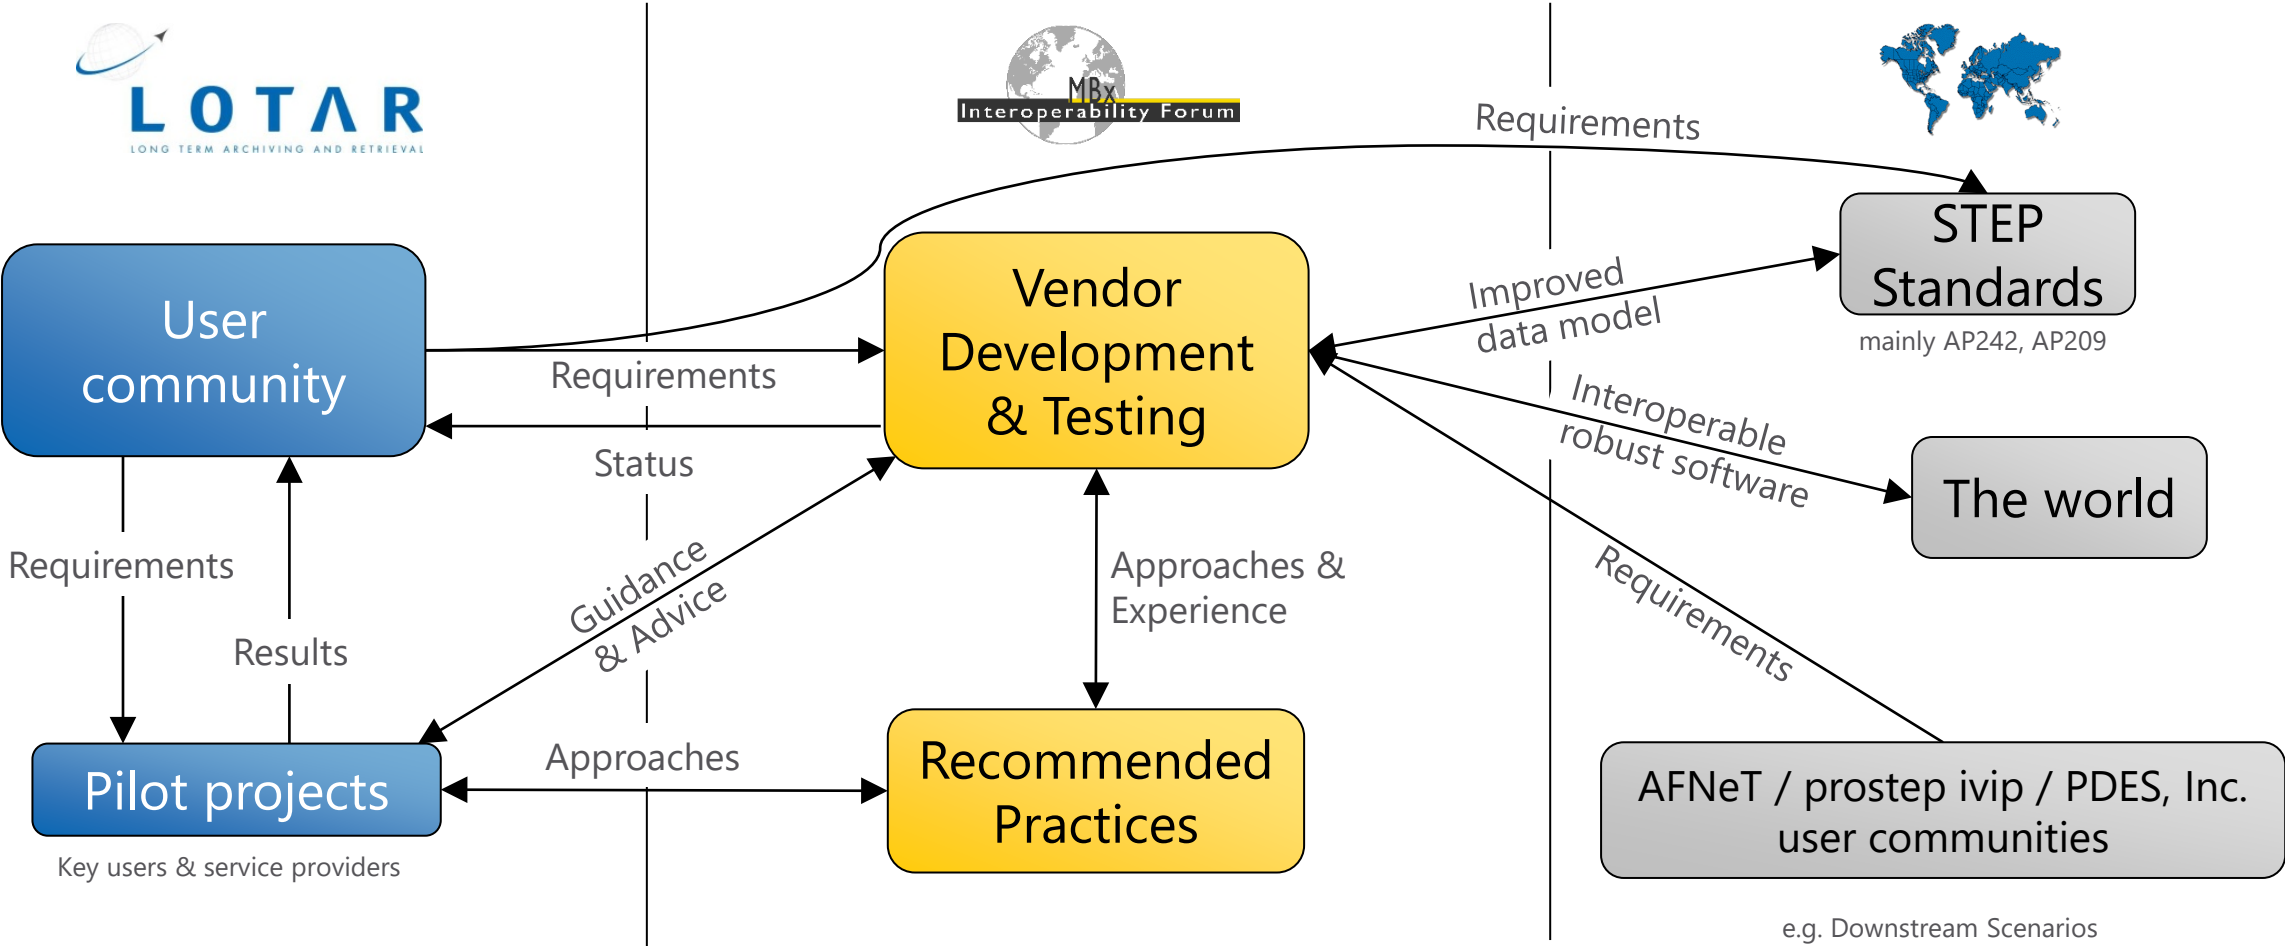 LOTAR
LONG TERM ARCHIVING AND RETRIEVAL
MBx
Interoperability Forum
Requirements
STEP
Standards
mainly AP242, AP209
User
community
Vendor
Development
& Testing
Improved
data model
Requirements
Status
Interoperable
robust software
The world
Requirements
Results
Guidance
& Advice
Approaches &
Experience
Requirements
Pilot projects
Key users & service providers
Approaches
Recommended
Practices
AFNeT / prostep ivip / PDES, Inc.
user communities
e.g. Downstream Scenarios